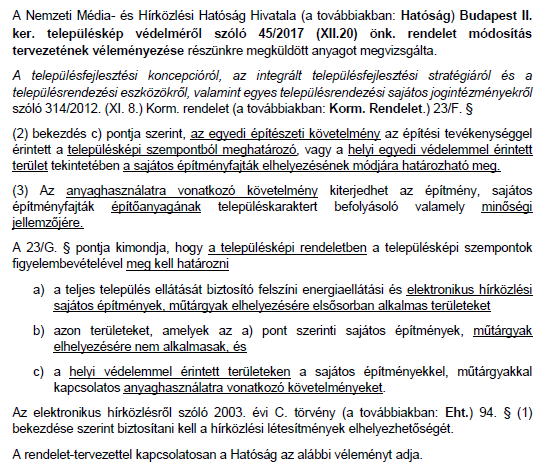 A Nemzeti Média- és Hírközlési Hatóság Hivatala (a továbbiakban: Hatóság) Budapest II.
ker. településkép védelméről szóló 45/2017 (XII.20) önk. rendelet módosítás
tervezetének véleményezése részünkre megküldött anyagot megvizsgálta.
A településfejlesztési koncepcióról, az integrált településfejlesztési stratégiáról és a
településrendezési eszközökről, valamint egyes településrendezési sajátos jogintézményekről
szóló 314/2012. (XI. 8.) Korm. rendelet (a továbbiakban: Korm. Rendelet.) 23/F. §
(2) bekezdés c) pontja szerint, az egyedi építészeti követelmény az építési tevékenységgel
érintett a településképi szempontból meghatározó, vagy a helyi egyedi védelemmel érintett
terület tekintetében a sajátos építményfajták elhelyezésének módjára határozható meg.
(3) Az anyaghasználatra vonatkozó követelmény kiterjedhet az építmény, sajátos
építményfajták építőanyagának településkaraktert befolyásoló valamely minőségi
jellemzőjére.
A 23/G. § pontja kimondja, hogy a településképi rendeletben a településképi szempontok
figyelembevételével meg kell határozni
a) a teljes település ellátását biztosító felszíni energiaellátási és elektronikus hírközlési
sajátos építmények, műtárgyak elhelyezésére elsősorban alkalmas területeket
b) azon területeket, amelyek az a) pont szerinti sajátos építmények, műtárgyak
elhelyezésére nem alkalmasak, és
c) a helyi védelemmel érintett területeken a sajátos építményekkel, műtárgyakkal
kapcsolatos anyaghasználatra vonatkozó követelményeket.
Az elektronikus hírközlésről szóló 2003. évi C. törvény (a továbbiakban: Eht.) 94. § (1)
bekezdése szerint biztosítani kell a hírközlési létesítmények elhelyezhetőségét.
A rendelet-tervezettel kapcsolatosan a Hatóság az alábbi véleményt adja.